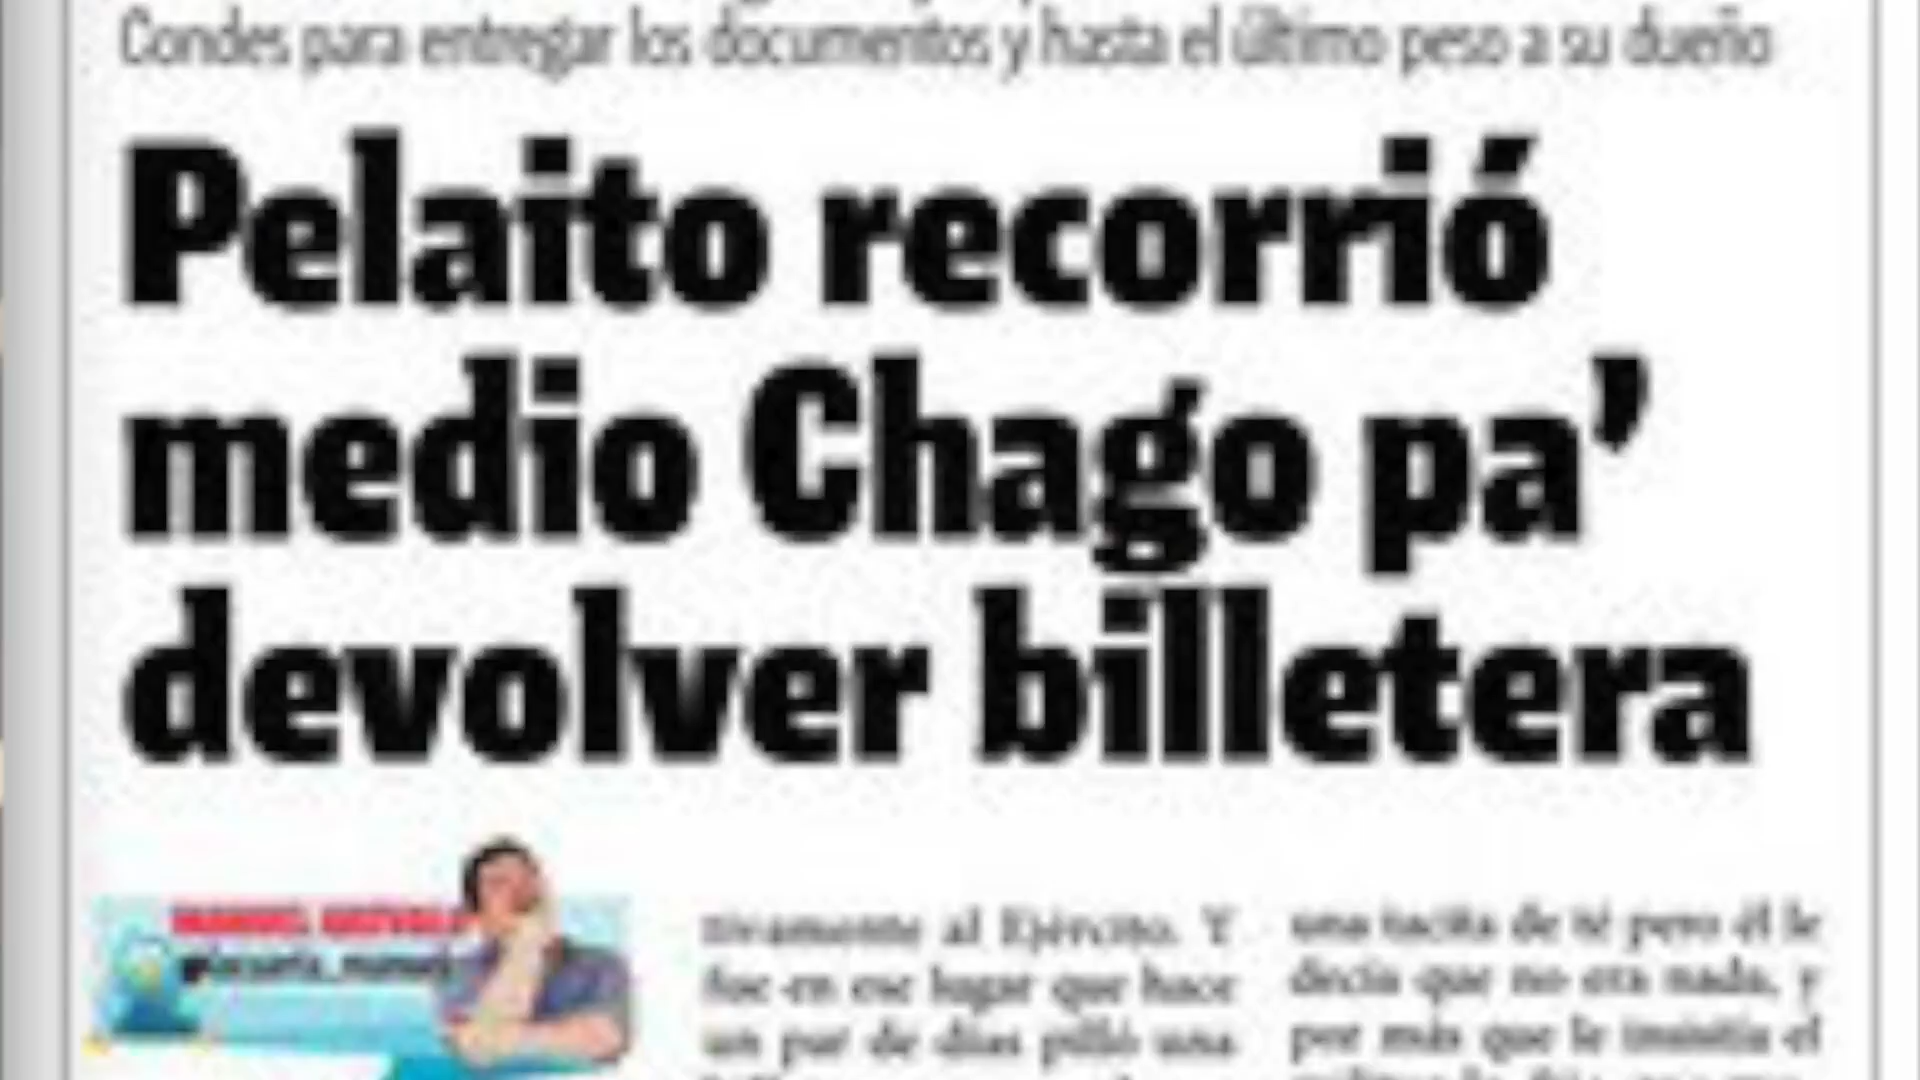 Condes para entregar los documentos y hasta el último peso a su dueño
Pelaito recorrió
medio Chago pa'
devolver billetera
tivamente al Ejército. Y
fue en ese lugar que hace
un par de días pilló una
una tacita de té pero él le
decía que no era nada, y
por más que le insistía el